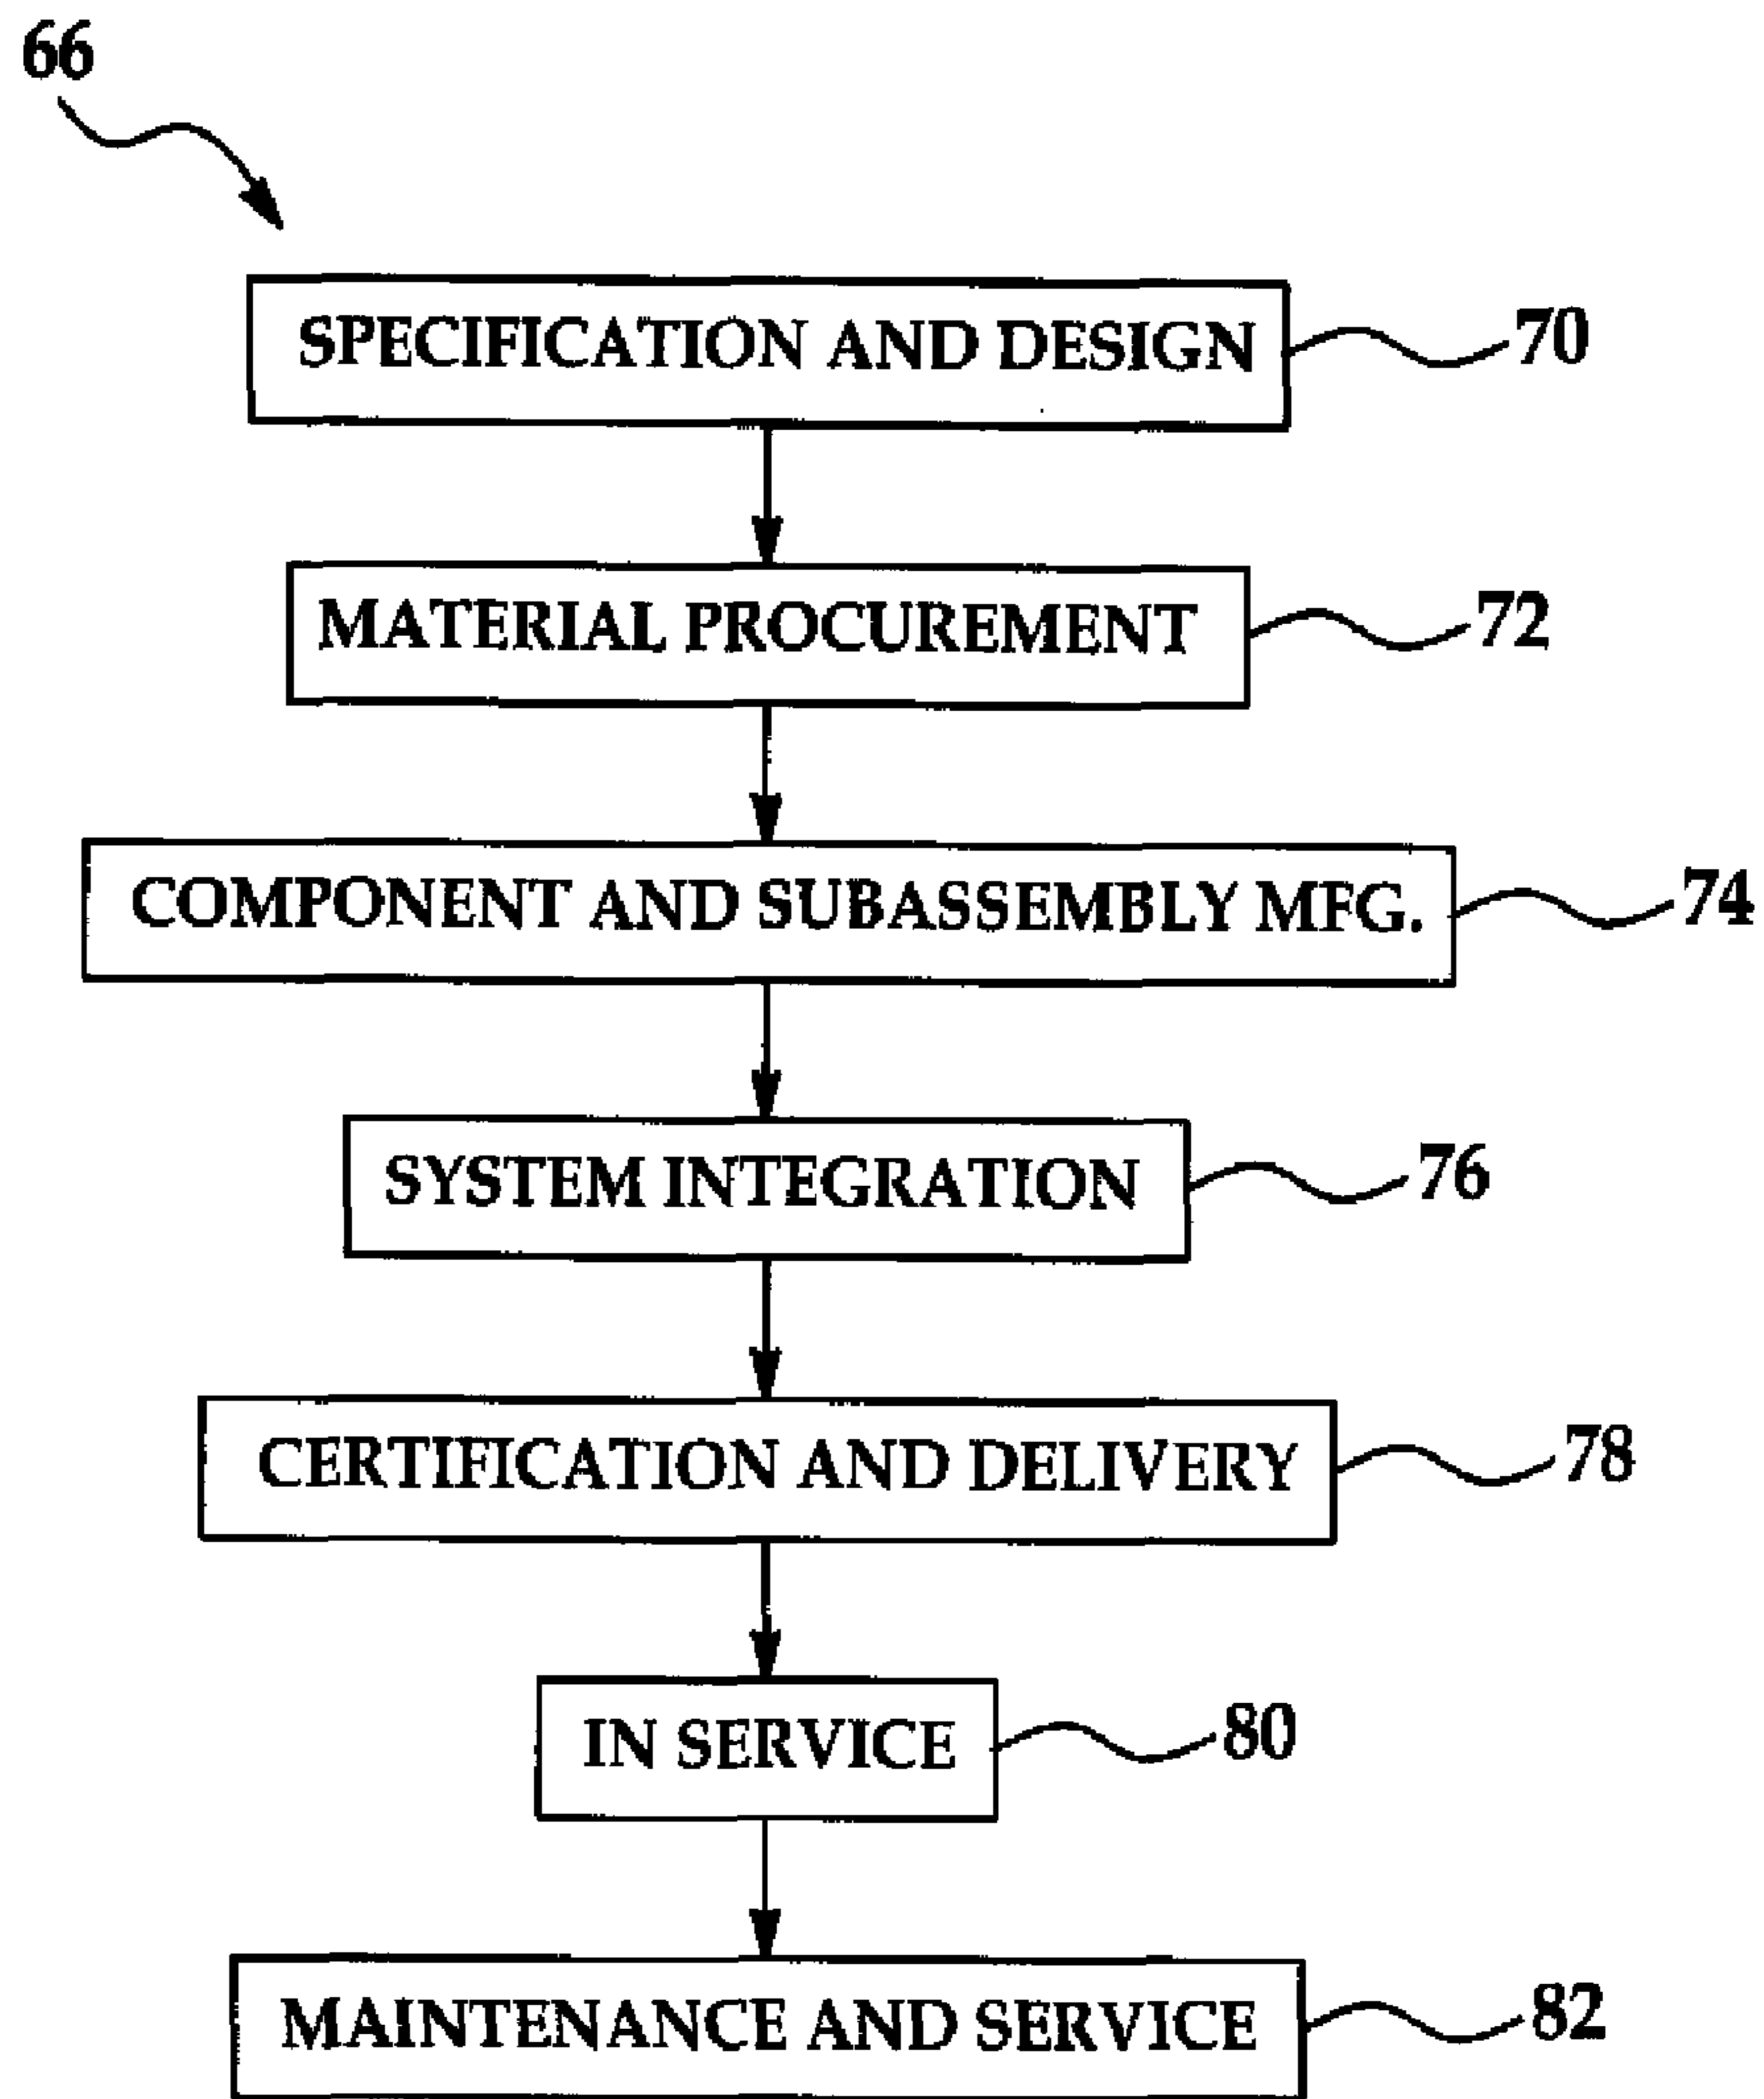 66
SPECIFICATION AND DESIGN
70
MATERIAL PROCUREMENT
72
COMPONENT AND SUBASSEMBLY MFG.
74
SYSTEM INTEGRATION
76
CERTIFICATION AND DELIVERY
78
IN SERVICE
80
MAINTENANCE AND SERVICE
82